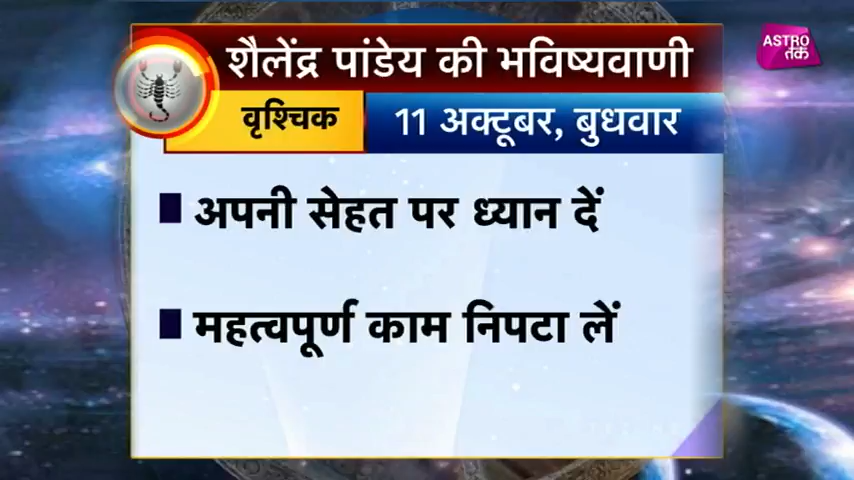 शैलेंद्र पांडेय की भविष्यवाणी
ASTRO
तक
वृश्चिक
11 अक्टूबर, बुधवार
अपनी सेहत पर ध्यान दें
महत्वपूर्ण काम निपटा लें